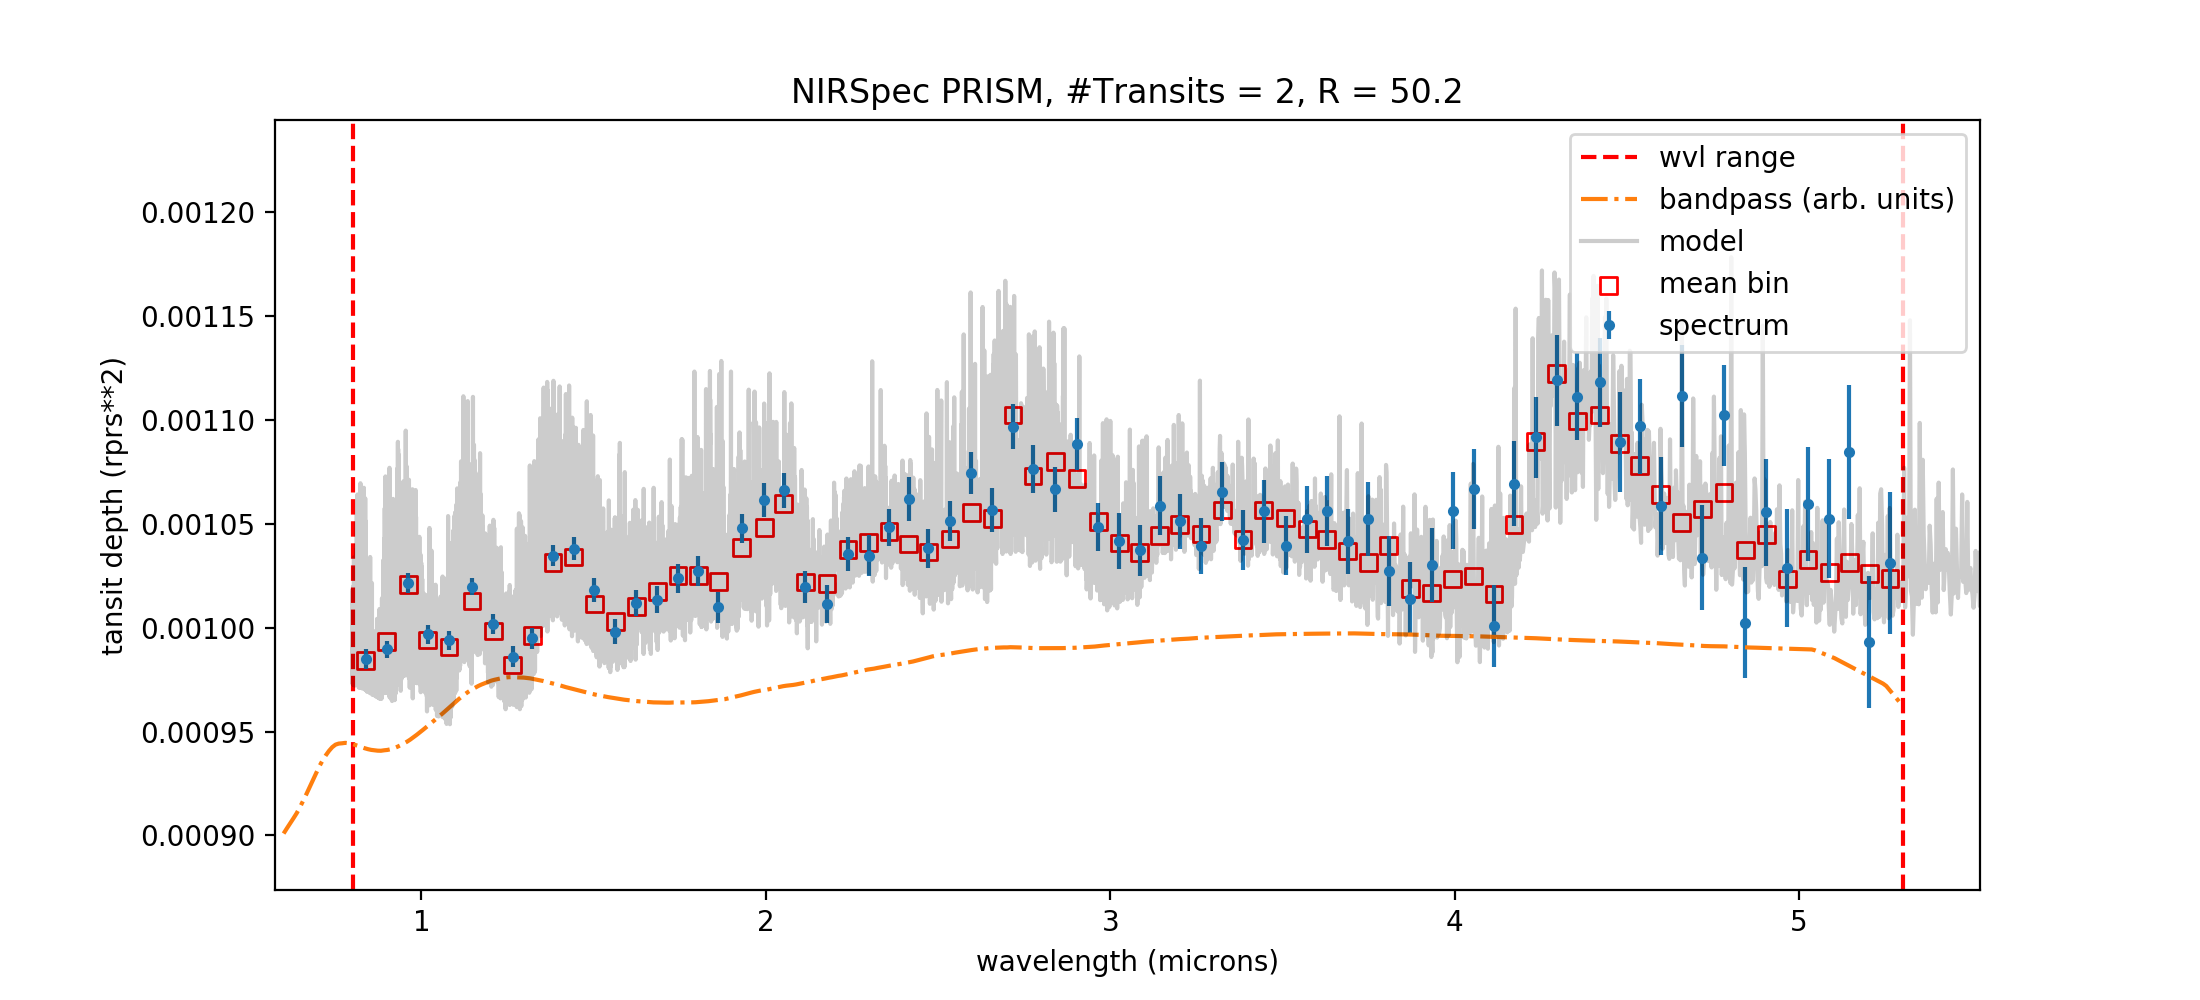 NIRSpec PRISM, #Transits = 2, R = 50.2
wvl range
bandpass (arb. units)
model
mean bin
spectrum
tansit depth (rprs**2)
0.00120
0.00115
0.00110
0.00105
0.00100
0.00095
0.00090
1 2 3 4 5
wavelength (microns)